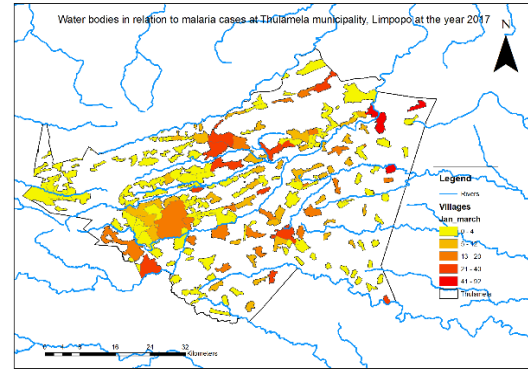 Water bodies in relation to malaria cases at Thulamela municipality, Limpopo at the year 2017
N
Legend
Rivers
Villages
Jan_march
0 - 4
13 - 20
21 - 40
41 - 92
Thulamela
16 24 32
Kilometers